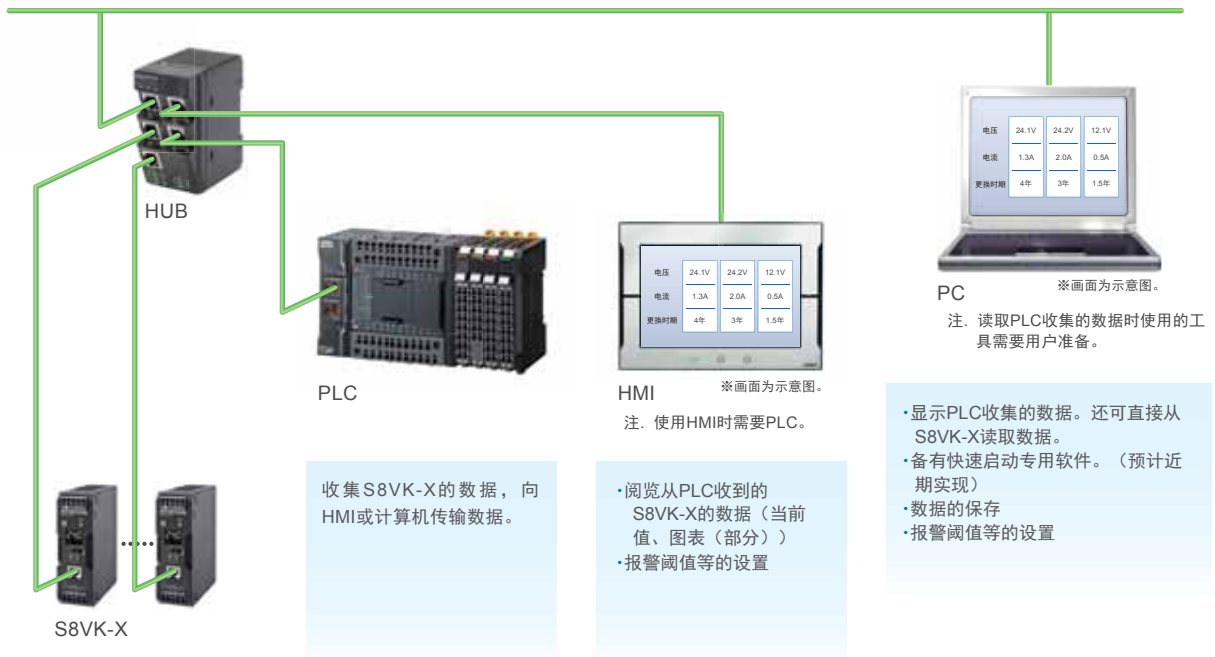 HUB
PLC
电压 24.1V 24.2V 12.1V
电流 1.3A 2.0A 0.5A
更换时期 4年 3年 1.5年
HMI
※画面为示意图。
注. 使用HMI时需要PLC。
电压 24.1V 24.2V 12.1V
电流 1.3A 2.0A 0.5A
更换时期 4年 3年 1.5年
PC
※画面为示意图。
注. 读取PLC收集的数据时使用的工
具需要用户准备。
S8VK-X
收集S8VK-X的数据，向
HMI或计算机传输数据。
·阅览从PLC收到的
S8VK-X的数据（当前
值、图表（部分））
·报警阈值等的设置
·显示PLC收集的数据。还可直接从
S8VK-X读取数据。
·备有快速启动专用软件。（预计近
期实现）
·数据的保存
·报警阈值等的设置